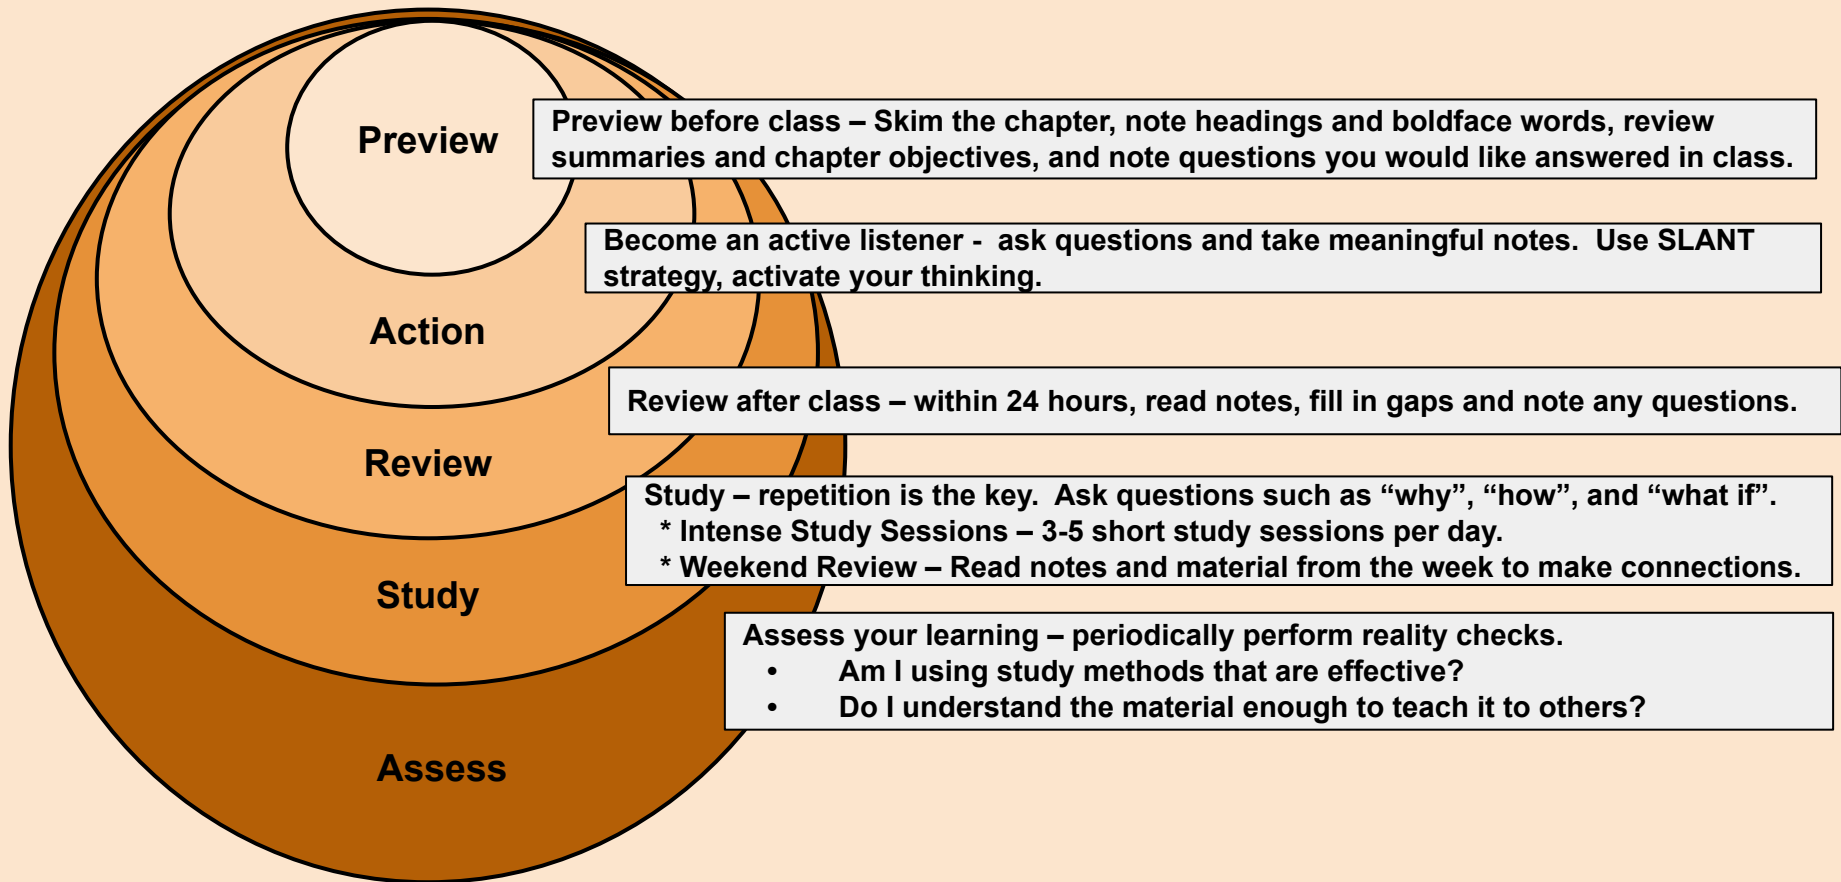 Preview
Preview before class – Skim the chapter, note headings and boldface words, review
summaries and chapter objectives, and note questions you would like answered in class.
Become an active listener -  ask questions and take meaningful notes.  Use SLANT
strategy, activate your thinking.
Action
Review after class – within 24 hours, read notes, fill in gaps and note any questions.
Review
Study – repetition is the key.  Ask questions such as “why”, “how”, and “what if”.
* Intense Study Sessions – 3-5 short study sessions per day.
* Weekend Review – Read notes and material from the week to make connections.
Study
Assess your learning – periodically perform reality checks.
• Am I using study methods that are effective?
• Do I understand the material enough to teach it to others?
Assess